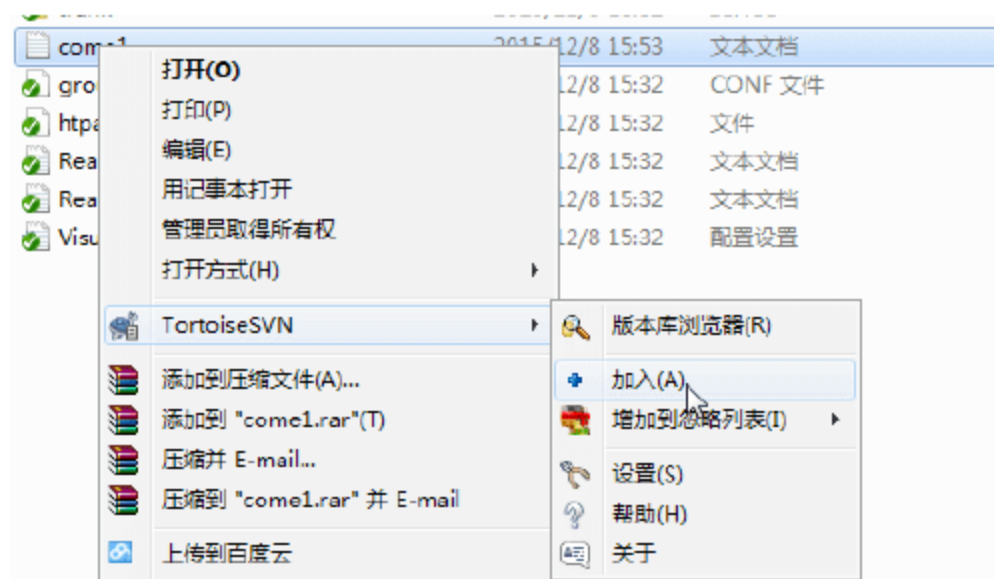 come1 2015/12/8 15:53 文本文档
gro 12/8 15:32 CONF 文件
htpa 12/8 15:32 文件
Rea 12/8 15:32 文本文档
Rea 12/8 15:32 文本文档
Visu 12/8 15:32 配置设置
打开(O)
打印(P)
编辑(E)
用记事本打开
管理员取得所有权
打开方式(H)
TortoiseSVN
添加到压缩文件(A)...
添加到 "come1.rar"(T)
压缩并 E-mail...
压缩到 "come1.rar" 并 E-mail
上传到百度云
版本库浏览器(R)
加入(A)
增加到忽略列表(I)
设置(S)
帮助(H)
关于